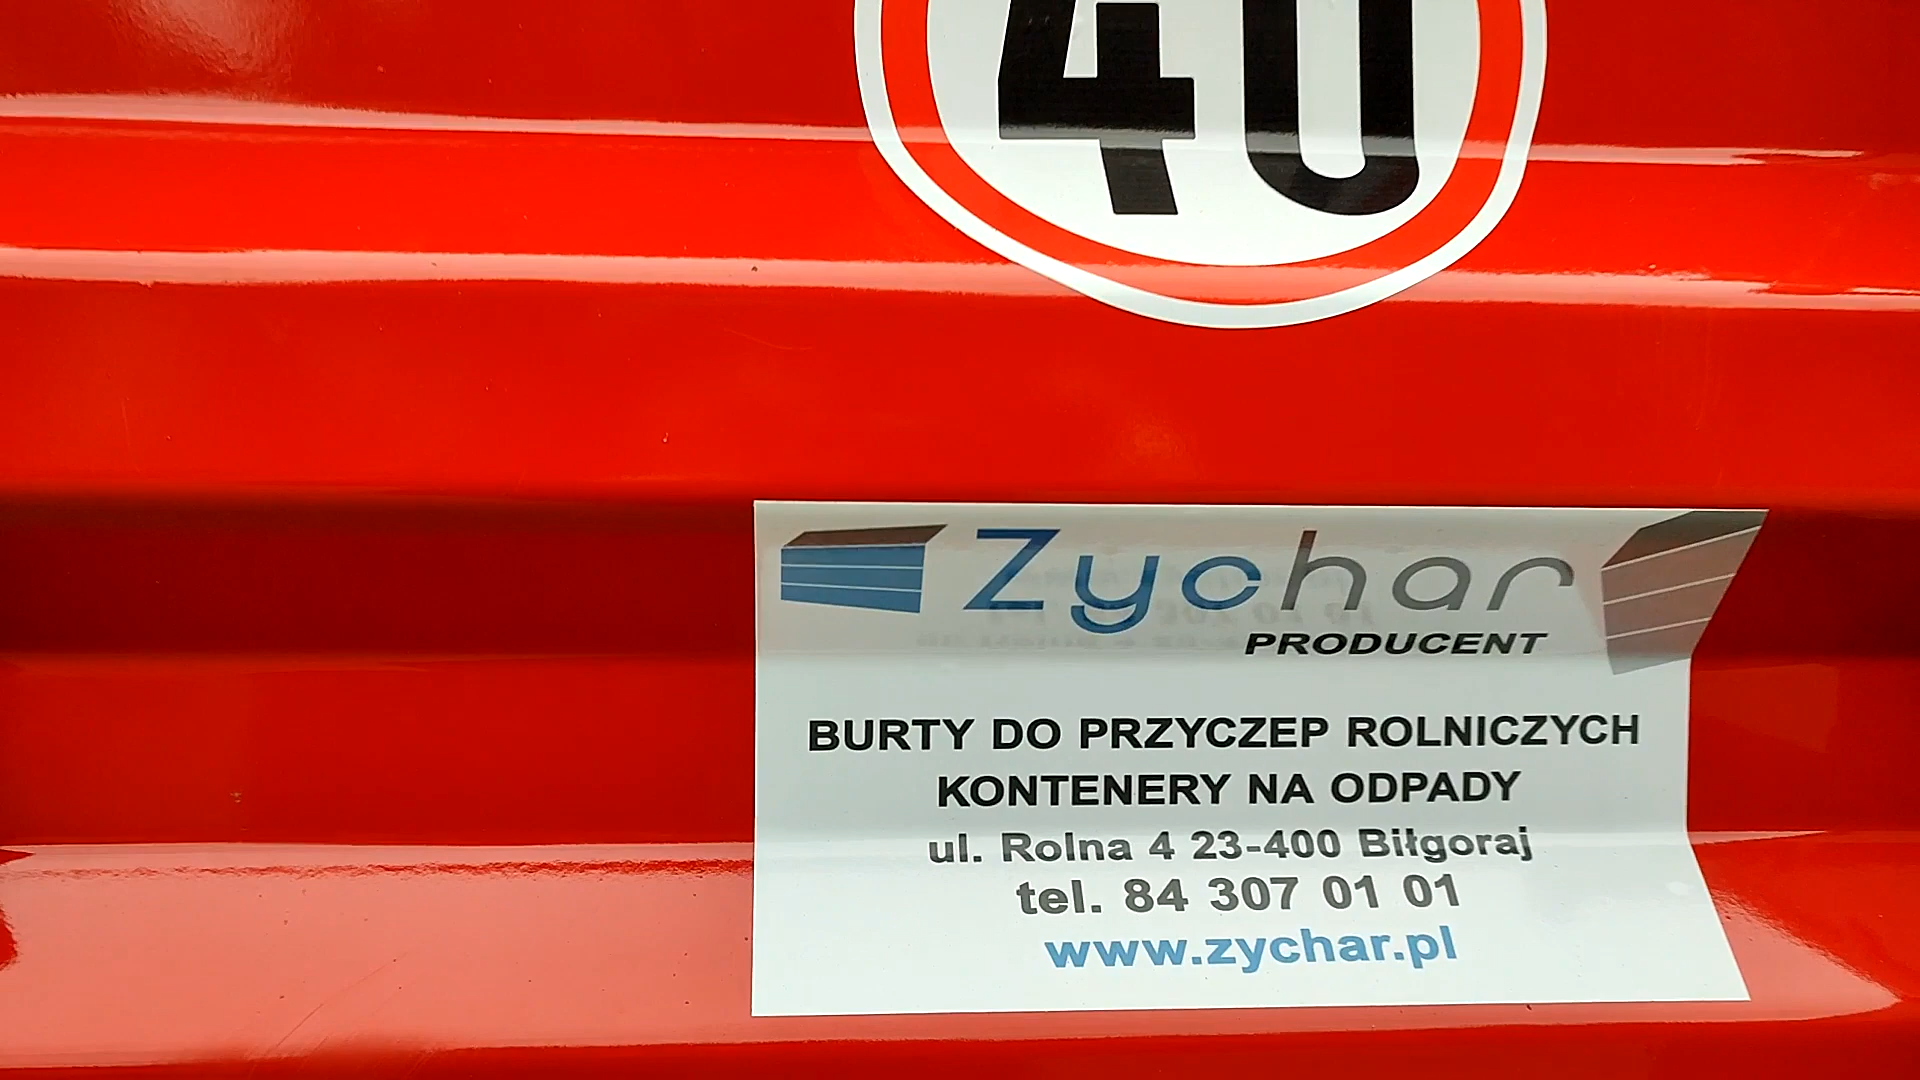 40
Zychar
PRODUCENT
BURTY DO PRZYCZEP ROLNICZYCH
KONTENERY NA ODPADY
ul. Rolna 4 23-400 Biłgoraj
tel. 84 307 01 01
www.zychar.pl